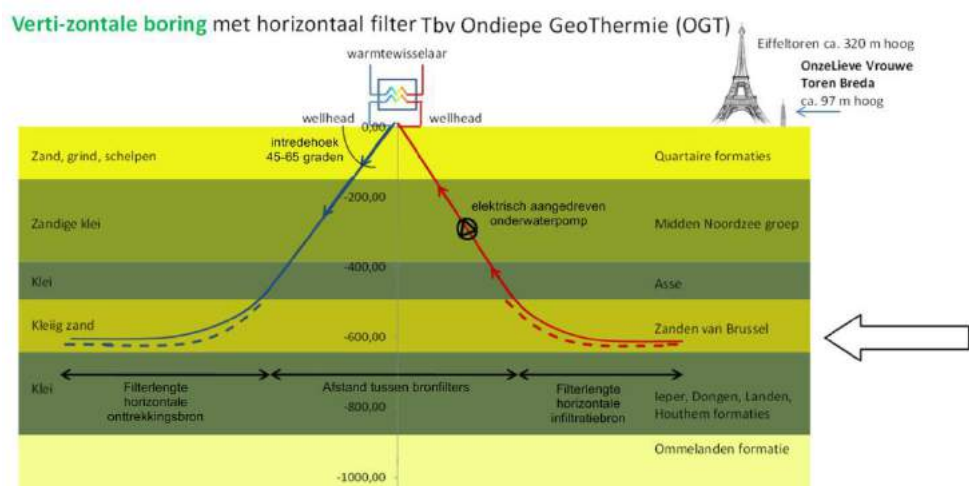 Verti-zontale boring met horizontaal filter Tbv Ondiepe GeoThermie (OGT)
Eiffeltoren ca. 320 m hoog
OnzeLieve Vrouwe
Toren Breda
ca. 97 m hoog
warmtewisselaar
wellhead
wellhead
0,00
intredehoek
45-65 graden
Zand, grind, schelpen
Quartaire formaties
-200,00
elektrisch aangedreven
onderwaterpomp
Zandige klei
Midden Noordzee groep
-400,00
Klei
Asse
Kleiig zand
Zanden van Brussel
-600,00
Klei
Filterlengte
horizontale
onttrekkingsbron
Afstand tussen bronfilters
Filterlengte
horizontale
infiltratiebron
Ieper, Dongen, Landen,
Houthem formaties
-800,00
Ommelanden formatie
-1000,00